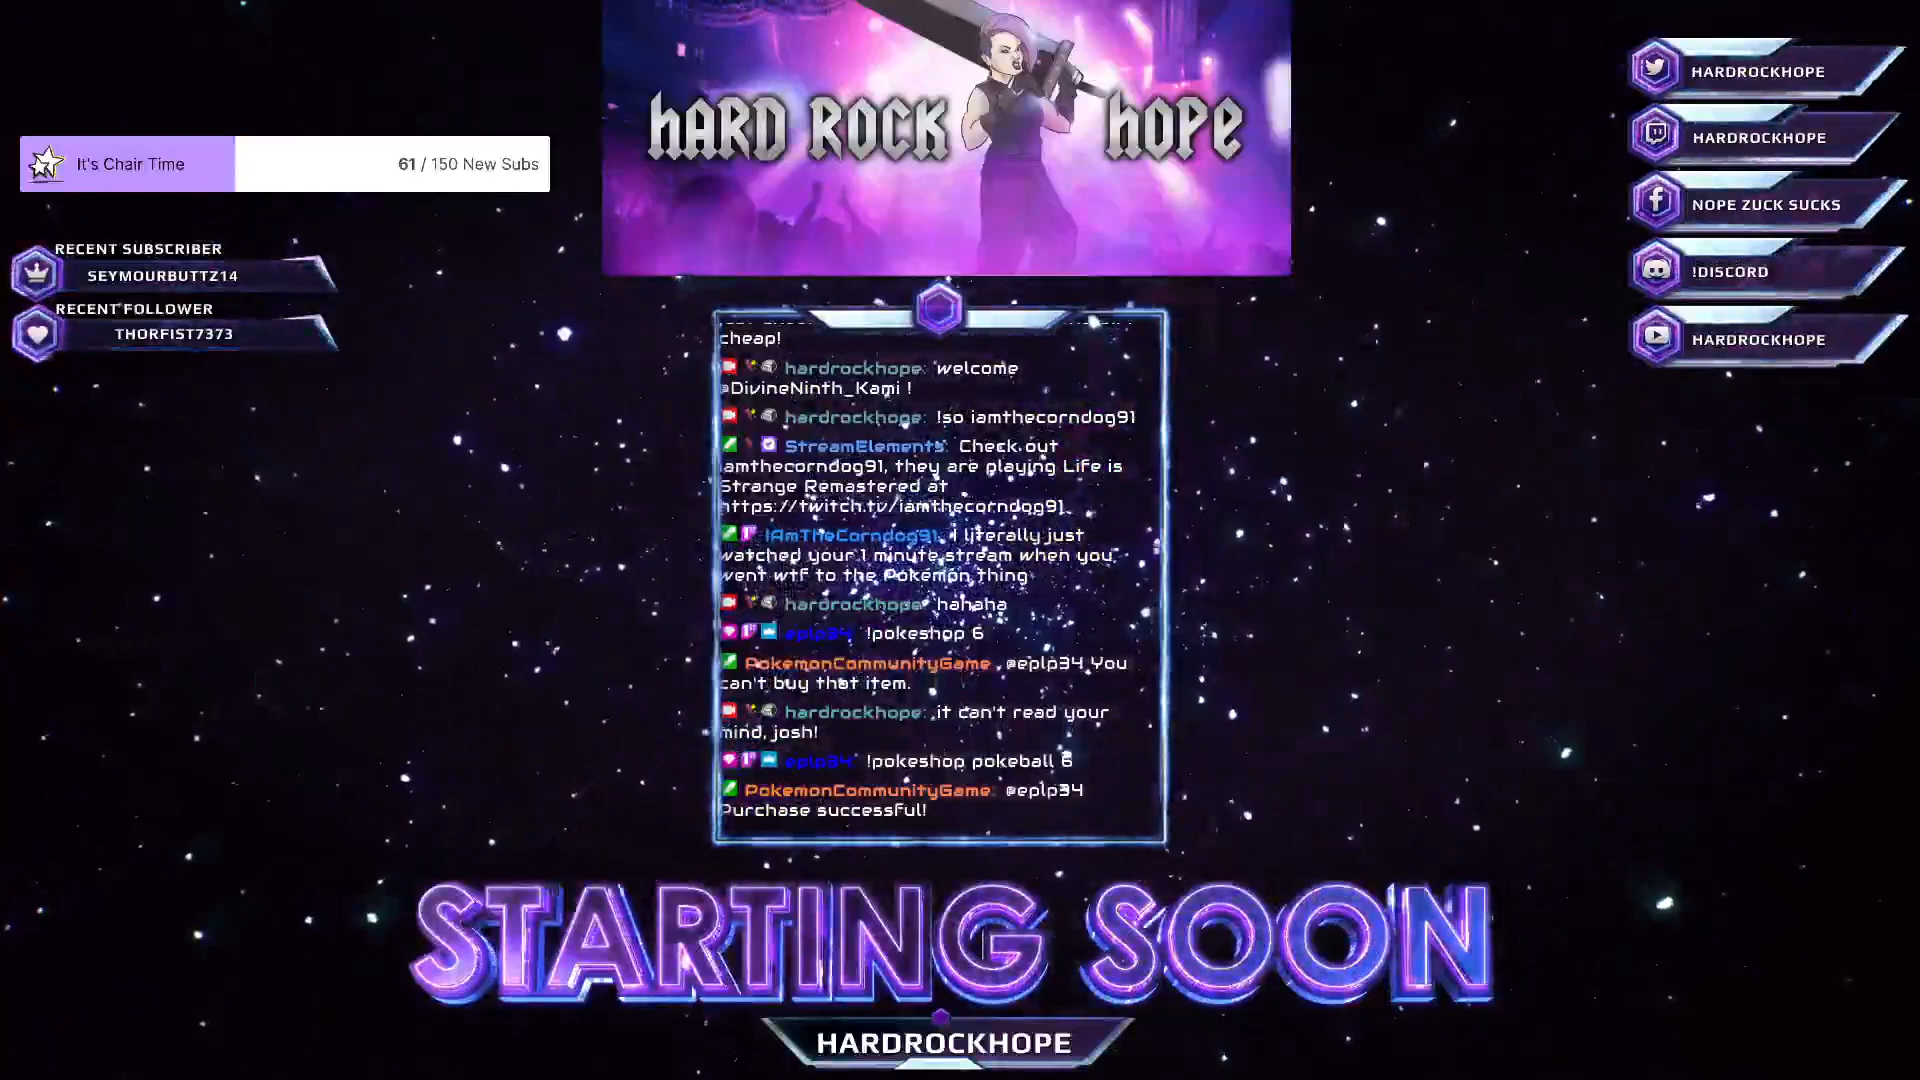 HARD ROCK HOPE
It's Chair Time
61 / 150 New Subs
RECENT SUBSCRIBER
SEYMOURBUTTZ14
RECENT FOLLOWER
THORFIST7373
HARDROCKHOPE
HARDROCKHOPE
NOPE ZUCK SUCKS
!DISCORD
HARDROCKHOPE
cheap!
hardrockhope: welcome
@DivineNinth_Kami !
hardrockhope: !so iamthecorndog91
StreamElements: Check out
iamthecorndog91, they are playing Life is
Strange Remastered at
https://twitch.tv/iamthecorndog91
IAmTheCorndog91: I literally just
watched your 1 minute stream when you
went wtf to the Pokémon thing
hardrockhope: hahaha
eplp34: !pokeshop 6
PokemonCommunityGame: @eplp34 You
can't buy that item.
hardrockhope: it can't read your
mind, josh!
eplp34: !pokeshop pokeball 6
PokemonCommunityGame: @eplp34
Purchase successful!
STARTING SOON
HARDROCKHOPE